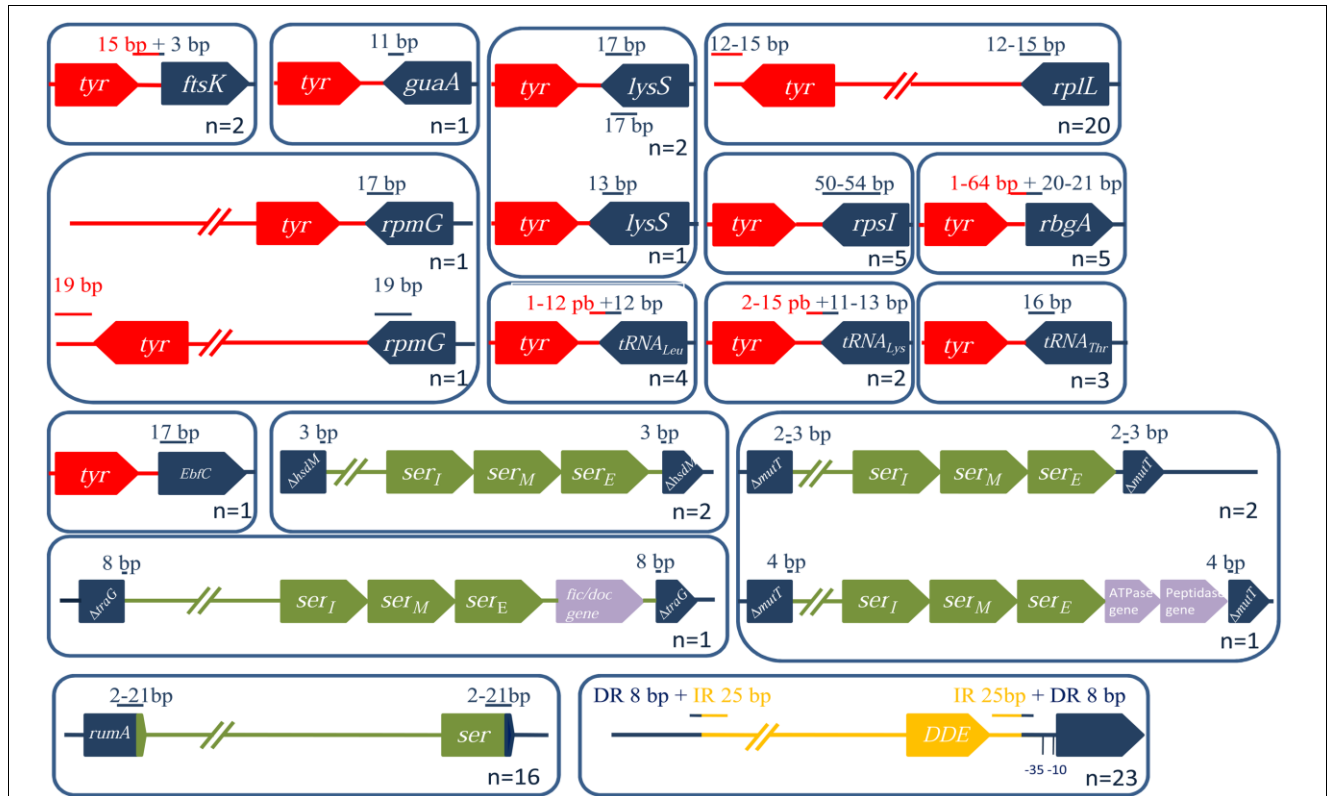 15 bp + 3 bp
tyr
ftsK
n=2
11 bp
tyr
guaA
n=1
17 bp
tyr
lysS
17 bp
n=2
13 bp
tyr
lysS
n=1
12-15 bp
12-15 bp
tyr
rplL
n=20
17 bp
tyr
rpmG
n=1
19 bp
19 bp
tyr
rpmG
n=1
50-54 bp
tyr
rpsI
n=5
1-64 bp + 20-21 bp
tyr
rbgA
n=5
1-12 pb +12 bp
tyr
tRNALeu
n=4
2-15 pb +11-13 bp
tyr
tRNALys
n=2
16 bp
tyr
tRNAThr
n=3
17 bp
tyr
EbfC
n=1
3 bp
3 bp
ΔhsdM
serI
serM
serE
ΔhsdM
n=2
2-3 bp
2-3 bp
ΔmutT
serI
serM
serE
ΔmutT
n=2
4 bp
4 bp
ΔmutT
serI
serM
serE
ATPase
gene
Peptidase
gene
ΔmutT
n=1
8 bp
8 bp
ΔtraG
serI
serM
serE
fic/doc
gene
ΔtraG
n=1
2-21bp
2-21bp
rumA
ser
n=16
DR 8 bp + IR 25 bp
IR 25bp + DR 8 bp
DDE
-35 -10
n=23